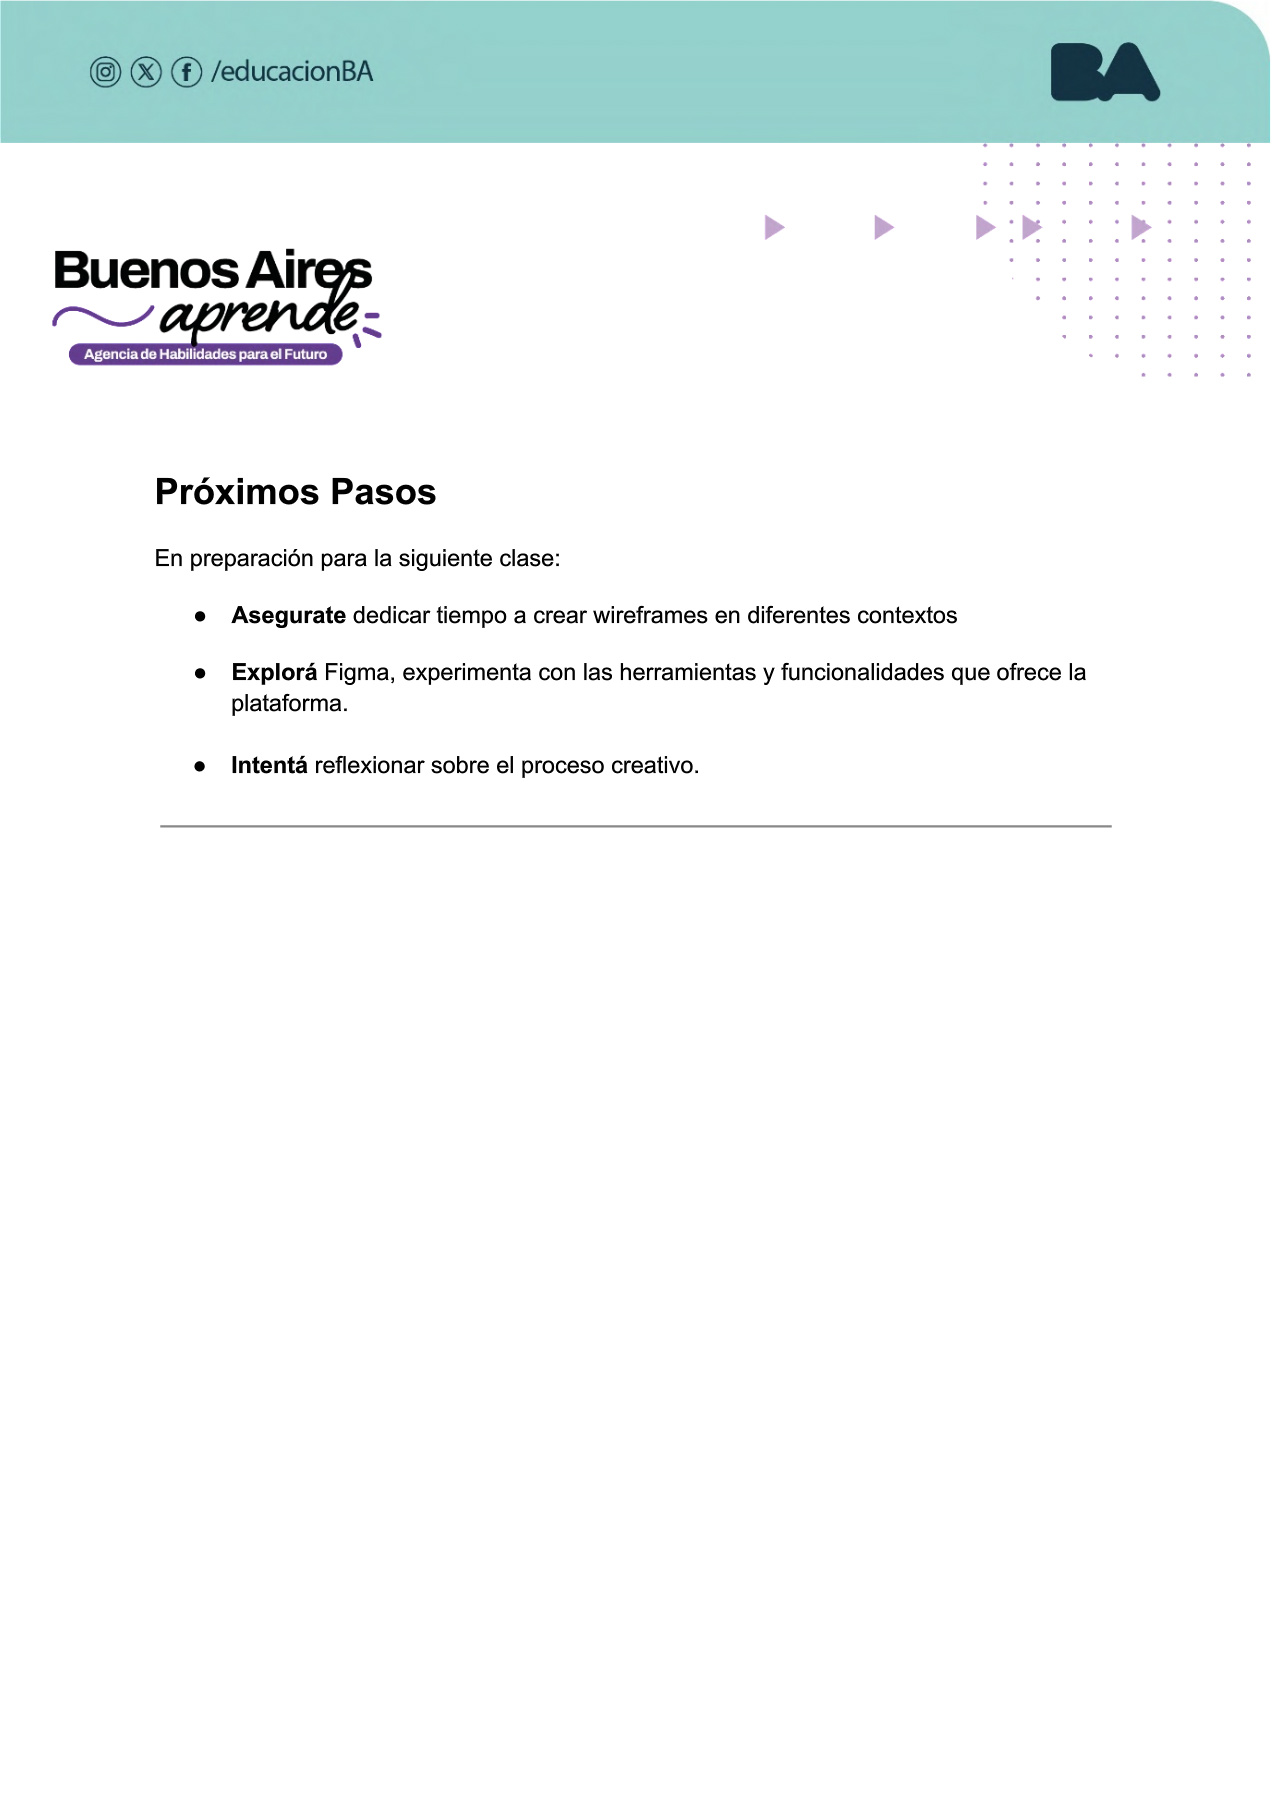 /educacionBA
BA
Buenos Aires
aprende
Agencia de Habilidades para el Futuro
Próximos Pasos
En preparación para la siguiente clase:
● Asegurate dedicar tiempo a crear wireframes en diferentes contextos
● Explorá Figma, experimenta con las herramientas y funcionalidades que ofrece la
plataforma.
● Intentá reflexionar sobre el proceso creativo.